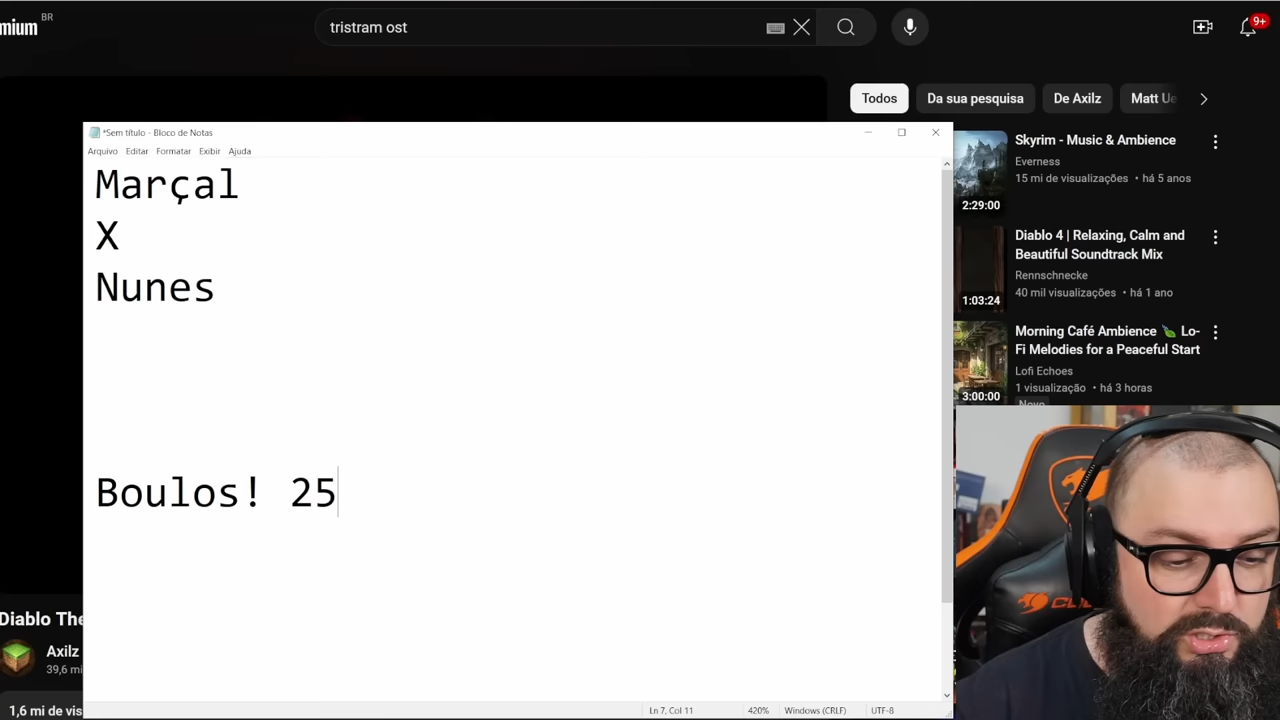 mium BR
tristram ost
9+
Todos
Da sua pesquisa
De Axilz
Matt Ue
*Sem título - Bloco de Notas
Arquivo Editar Formatar Exibir Ajuda
Marçal
X
Nunes
Boulos! 25
Ln 7, Col 11
420%
Windows (CRLF)
UTF-8
Skyrim - Music & Ambience
Everness
15 mi de visualizações • há 5 anos
2:29:00
Diablo 4 | Relaxing, Calm and
Beautiful Soundtrack Mix
Rennschnecke
40 mil visualizações • há 1 ano
1:03:24
Morning Café Ambience 🍃 Lo-
Fi Melodies for a Peaceful Start
Lofi Echoes
1 visualização • há 3 horas
3:00:00
Novo
Diablo The
Axilz
39,6 mi
1,6 mi de vis